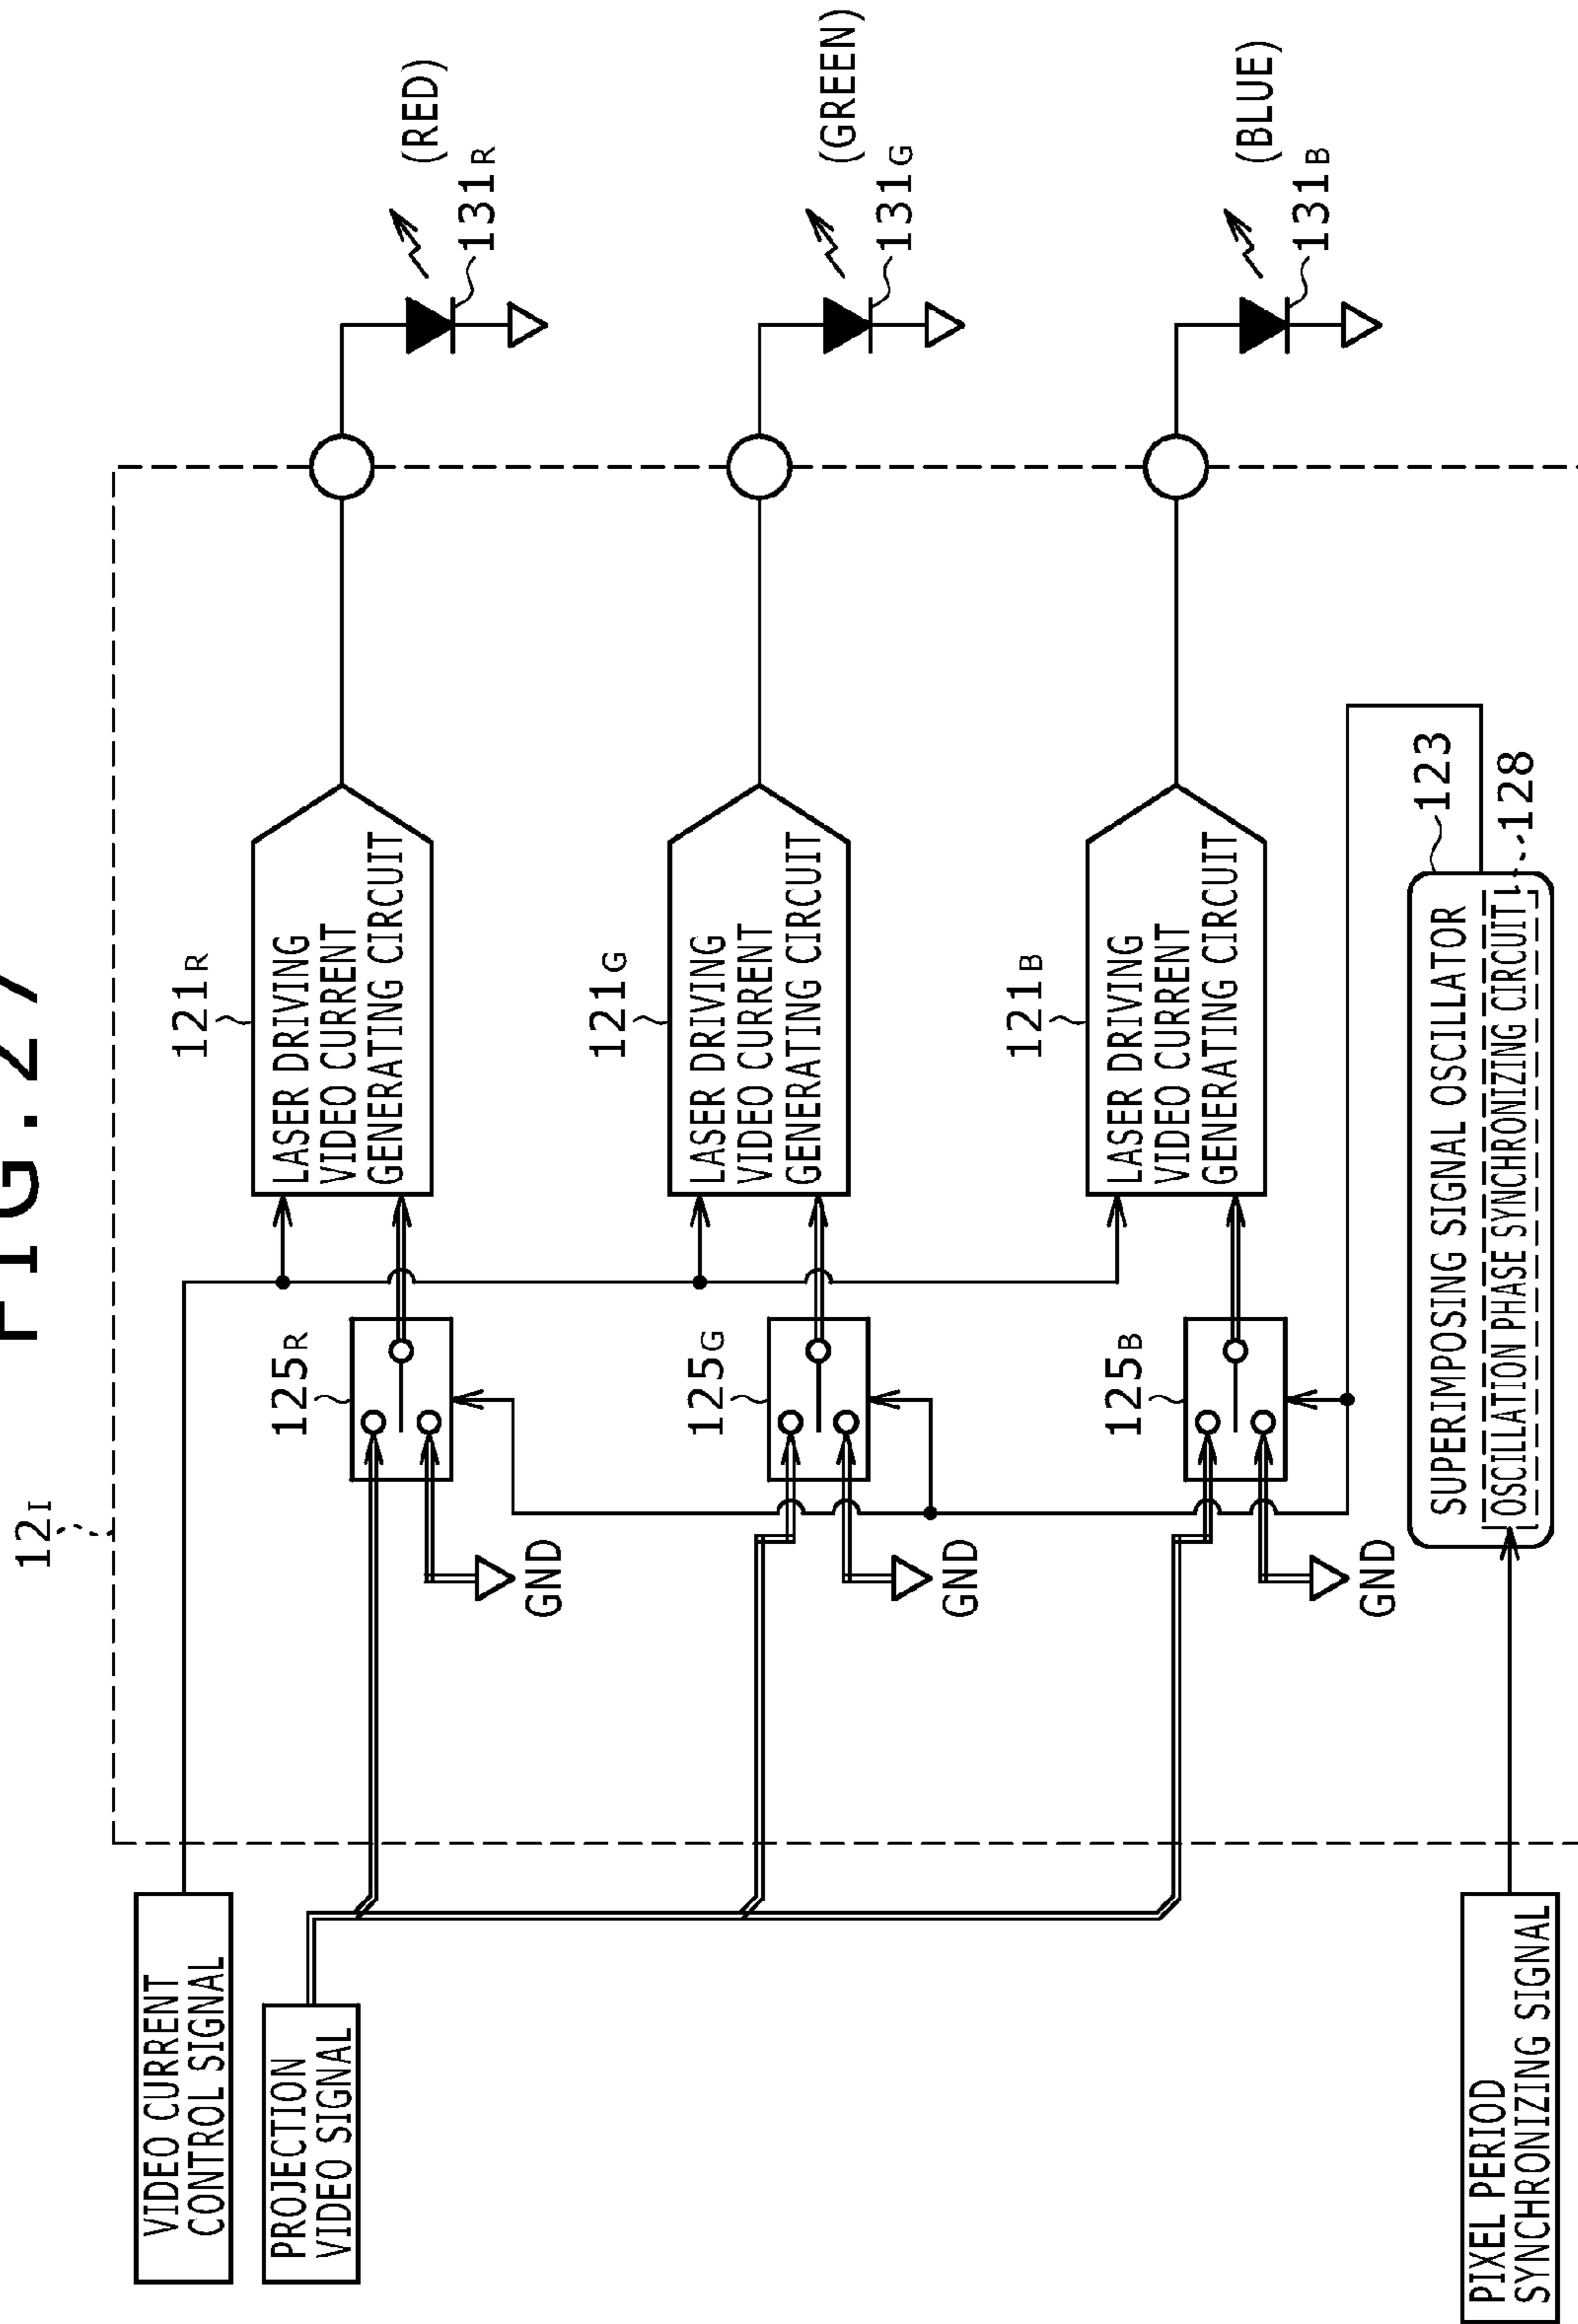 FIG. 27
12I
VIDEO CURRENT
CONTROL SIGNAL
PROJECTION
VIDEO SIGNAL
121R
LASER DRIVING
VIDEO CURRENT
GENERATING CIRCUIT
125R
GND
(RED)
131R
121G
LASER DRIVING
VIDEO CURRENT
GENERATING CIRCUIT
125G
GND
(GREEN)
131G
121B
LASER DRIVING
VIDEO CURRENT
GENERATING CIRCUIT
125B
GND
(BLUE)
131B
123
SUPERIMPOSING SIGNAL OSCILLATOR
OSCILLATION PHASE SYNCHRONIZING CIRCUIT
128
PIXEL PERIOD
SYNCHRONIZING SIGNAL